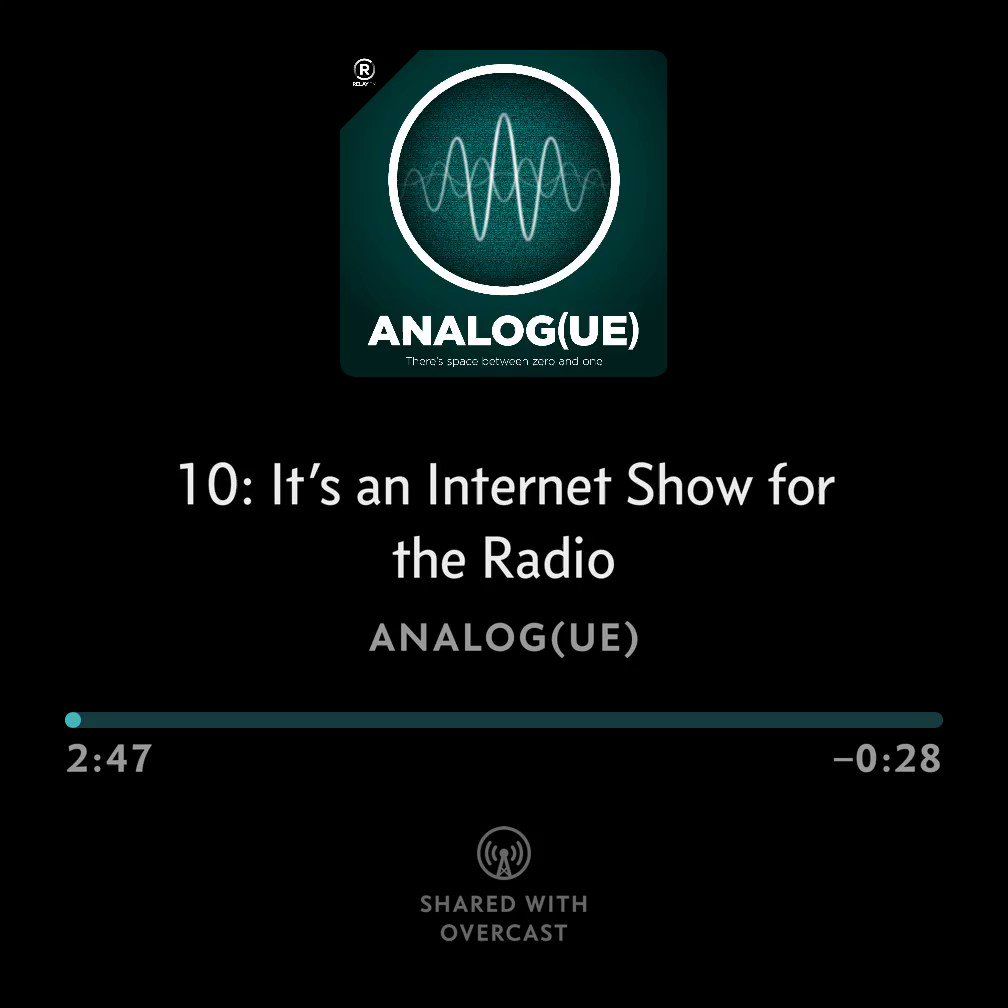 R
RELAY FM
ANALOG(UE)
There's space between zero and one
10: It's an Internet Show for
the Radio
ANALOG(UE)
2:47
–0:28
SHARED WITH
OVERCAST